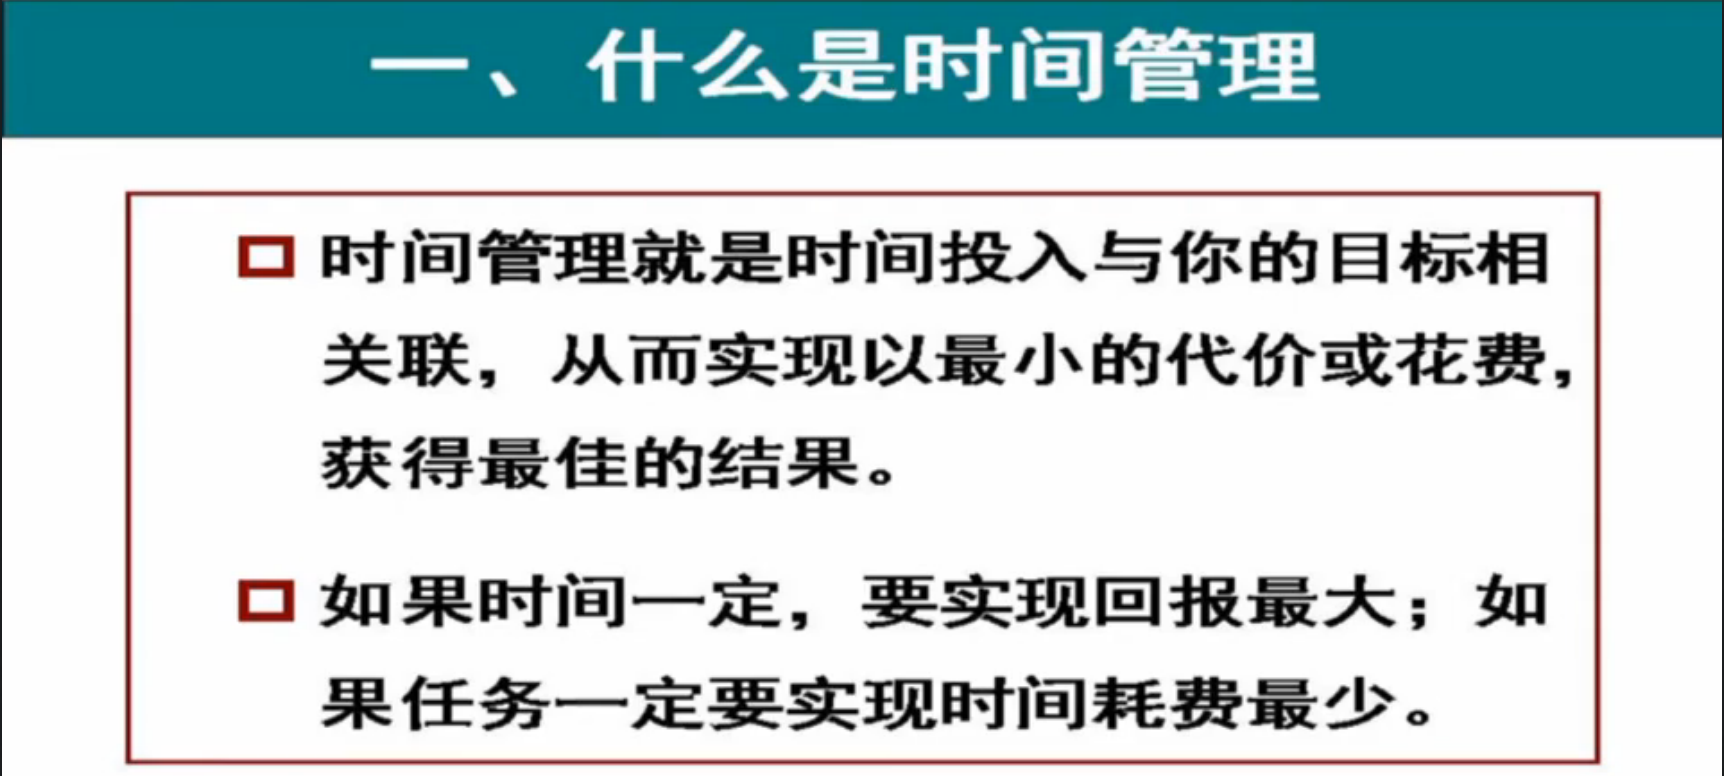 一、什么是时间管理
时间管理就是时间投入与你的目标相
关联，从而实现以最小的代价或花费，
获得最佳的结果。
如果时间一定，要实现回报最大；如
果任务一定要实现时间耗费最少。